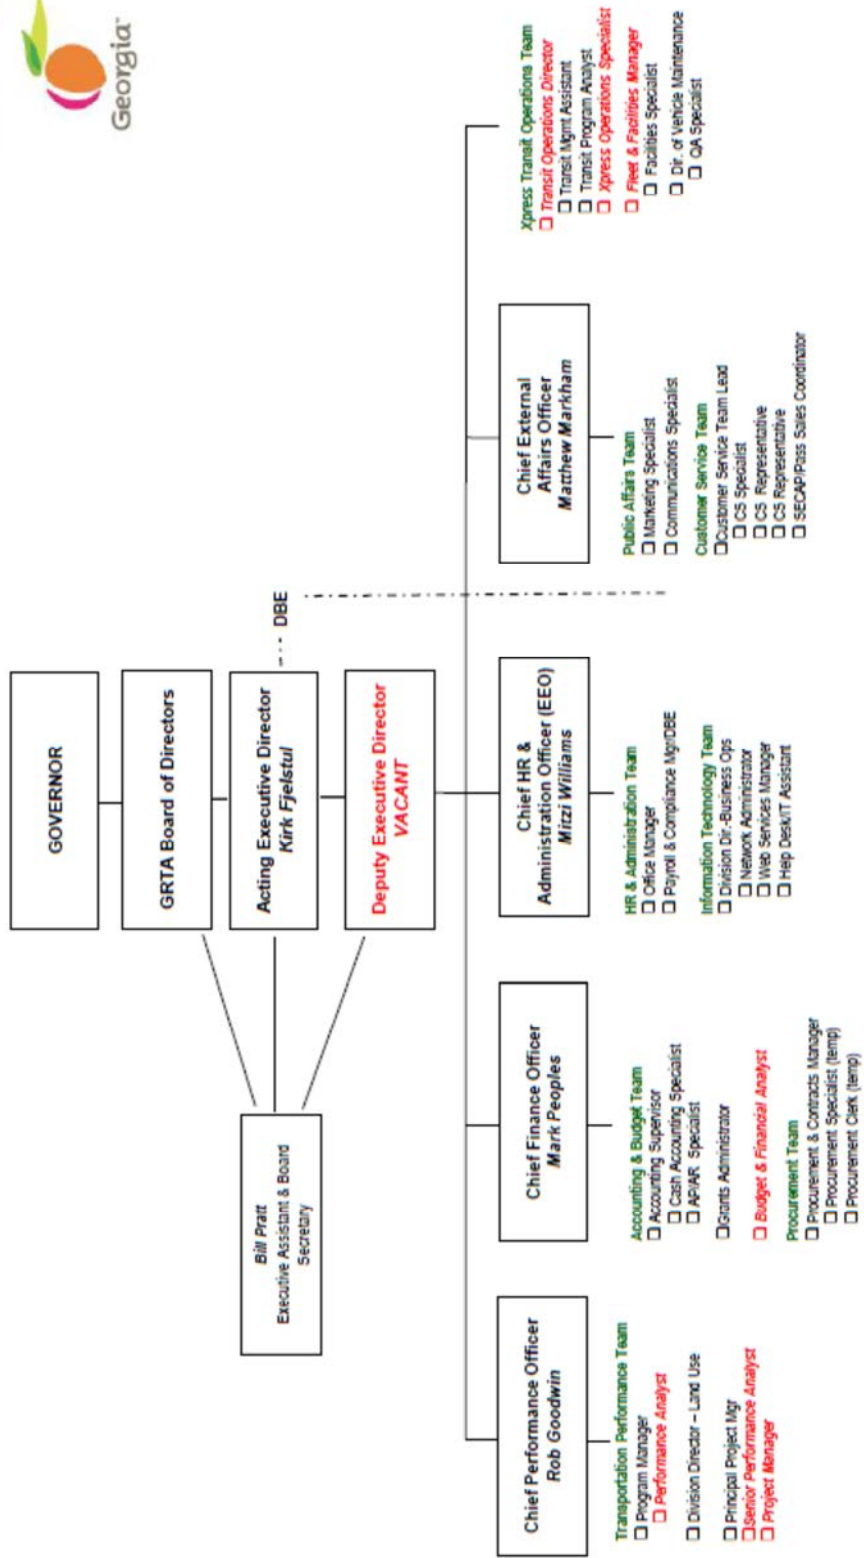 Georgia
GOVERNOR
GRTA Board of Directors
Acting Executive Director
Kirk Fjelstul
DBE
Deputy Executive Director
VACANT
Bill Pratt
Executive Assistant & Board
Secretary
Chief Performance Officer
Rob Goodwin
Transportation Performance Team
☐ Program Manager
☐ Performance Analyst
☐ Division Director – Land Use
☐ Principal Project Mgr
☐Senior Performance Analyst
☐ Project Manager
Chief Finance Officer
Mark Peoples
Accounting & Budget Team
☐ Accounting Supervisor
☐ Cash Accounting Specialist
☐ AP/AR Specialist
☐Grants Administrator
☐ Budget & Financial Analyst
Procurement Team
☐ Procurement & Contracts Manager
☐ Procurement Specialist (temp)
☐ Procurement Clerk (temp)
Chief HR &
Administration Officer (EEO)
Mitzi Williams
HR & Administration Team
☐ Office Manager
☐ Payroll & Compliance Mgr/DBE
Information Technology Team
☐ Division Dir.-Business Ops
☐ Network Administrator
☐ Web Services Manager
☐ Help Desk/IT Assistant
Chief External
Affairs Officer
Matthew Markham
Public Affairs Team
☐ Marketing Specialist
☐ Communications Specialist
Customer Service Team
☐Customer Service Team Lead
☐ CS Specialist
☐ CS Representative
☐ CS Representative
☐ SECAP/Pass Sales Coordinator
Xpress Transit Operations Team
☐ Transit Operations Director
☐ Transit Mgmt Assistant
☐ Transit Program Analyst
☐ Xpress Operations Specialist
☐ Fleet & Facilities Manager
☐ Facilities Specialist
☐ Dir. of Vehicle Maintenance
☐ QA Specialist